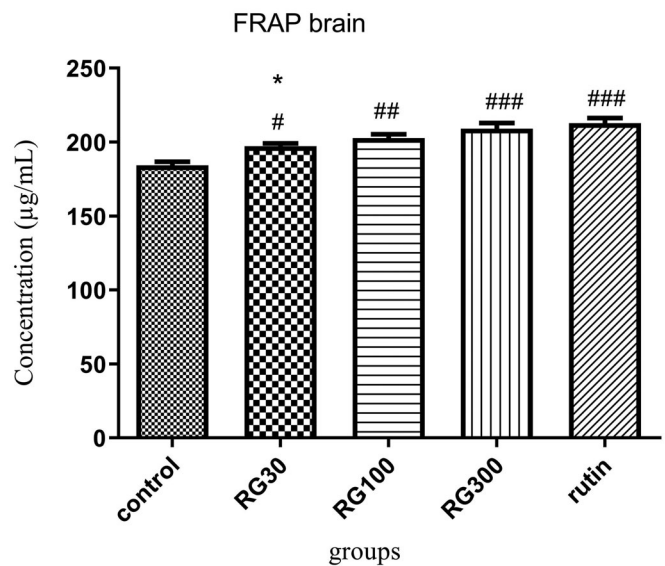 FRAP brain
Concentration (µg/mL)
250
200
150
100
50
0
*
#
##
###
###
control
RG30
RG100
RG300
rutin
groups